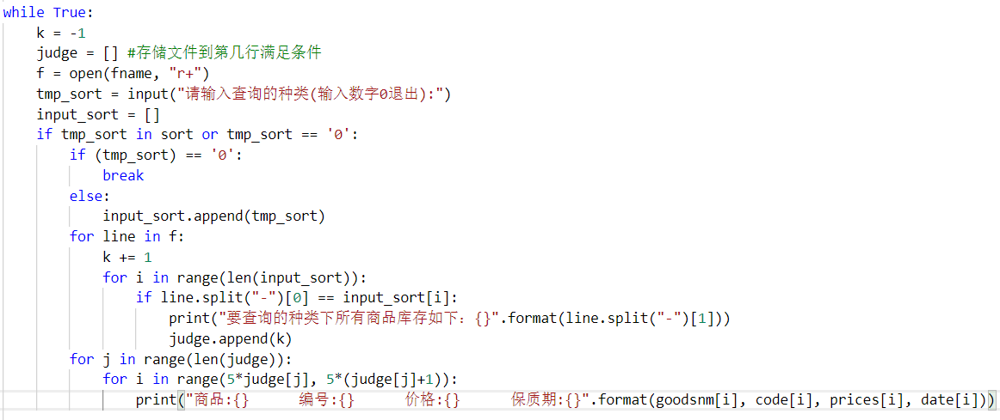 while True:
    k = -1
    judge = [] #存储文件到第几行满足条件
    f = open(fname, "r+")
    tmp_sort = input("请输入查询的种类(输入数字0退出):")
    input_sort = []
    if tmp_sort in sort or tmp_sort == '0':
        if (tmp_sort) == '0':
            break
        else:
            input_sort.append(tmp_sort)
        for line in f:
            k += 1
            for i in range(len(input_sort)):
                if line.split("-")[0] == input_sort[i]:
                    print("要查询的种类下所有商品库存如下：{}".format(line.split("-")[1]))
                    judge.append(k)
        for j in range(len(judge)):
            for i in range(5*judge[j], 5*(judge[j]+1)):
                print("商品:{}      编号:{}      价格:{}      保质期:{}".format(goodsnm[i], code[i], prices[i], date[i]))